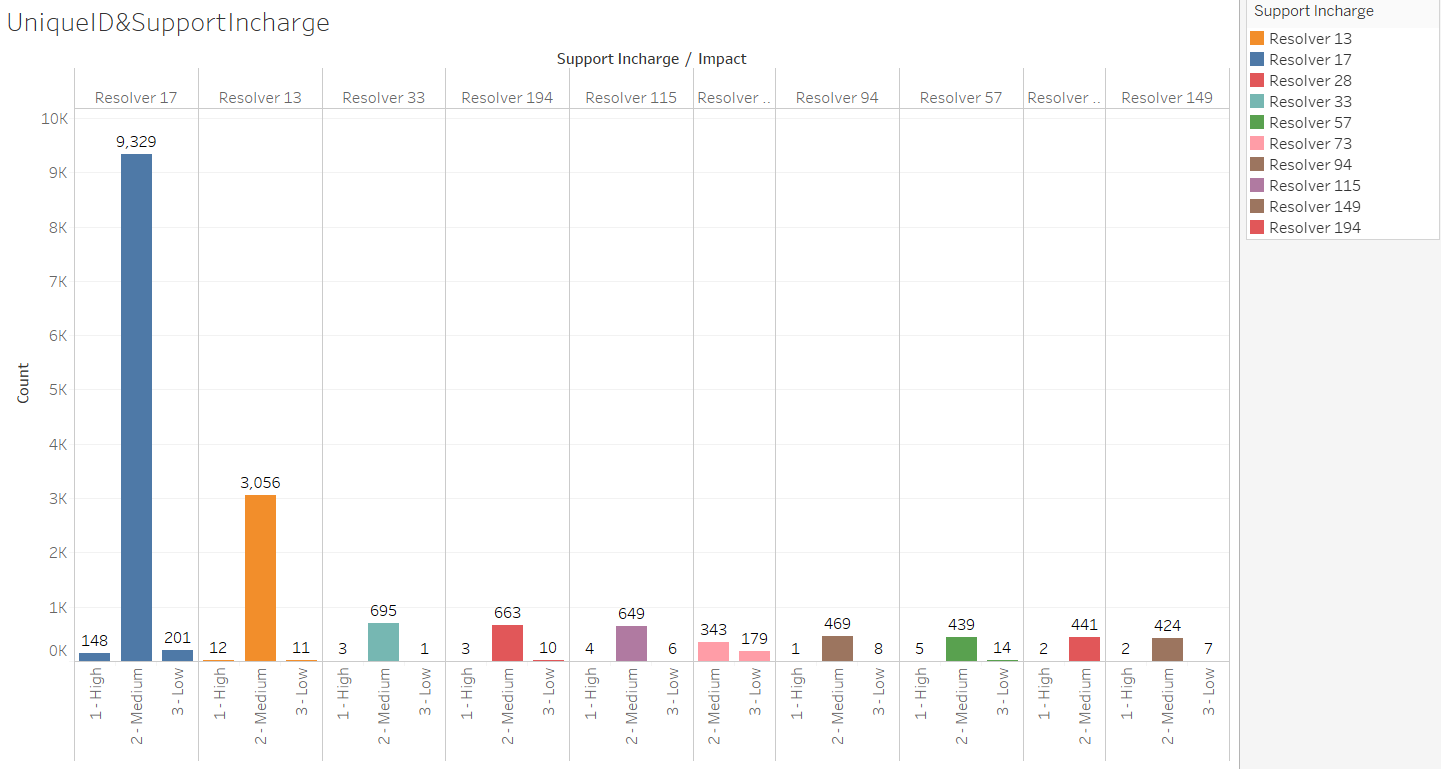 UniqueID&SupportIncharge
Support Incharge / Impact
Resolver 17 Resolver 13 Resolver 33 Resolver 194 Resolver 115 Resolver .. Resolver 94 Resolver 57 Resolver .. Resolver 149
10K
9K
8K
7K
6K
5K
4K
3K
2K
1K
0K
Count
148 9,329 201 12 3,056 11 3 695 1 3 663 10 4 649 6 343 179 1 469 8 5 439 14 2 441 2 424 7
1 - High 2 - Medium 3 - Low 1 - High 2 - Medium 3 - Low 1 - High 2 - Medium 3 - Low 1 - High 2 - Medium 3 - Low 1 - High 2 - Medium 3 - Low 2 - Medium 3 - Low 1 - High 2 - Medium 3 - Low 1 - High 2 - Medium 3 - Low 1 - High 2 - Medium 1 - High 2 - Medium 3 - Low
Support Incharge
Resolver 13
Resolver 17
Resolver 28
Resolver 33
Resolver 57
Resolver 73
Resolver 94
Resolver 115
Resolver 149
Resolver 194